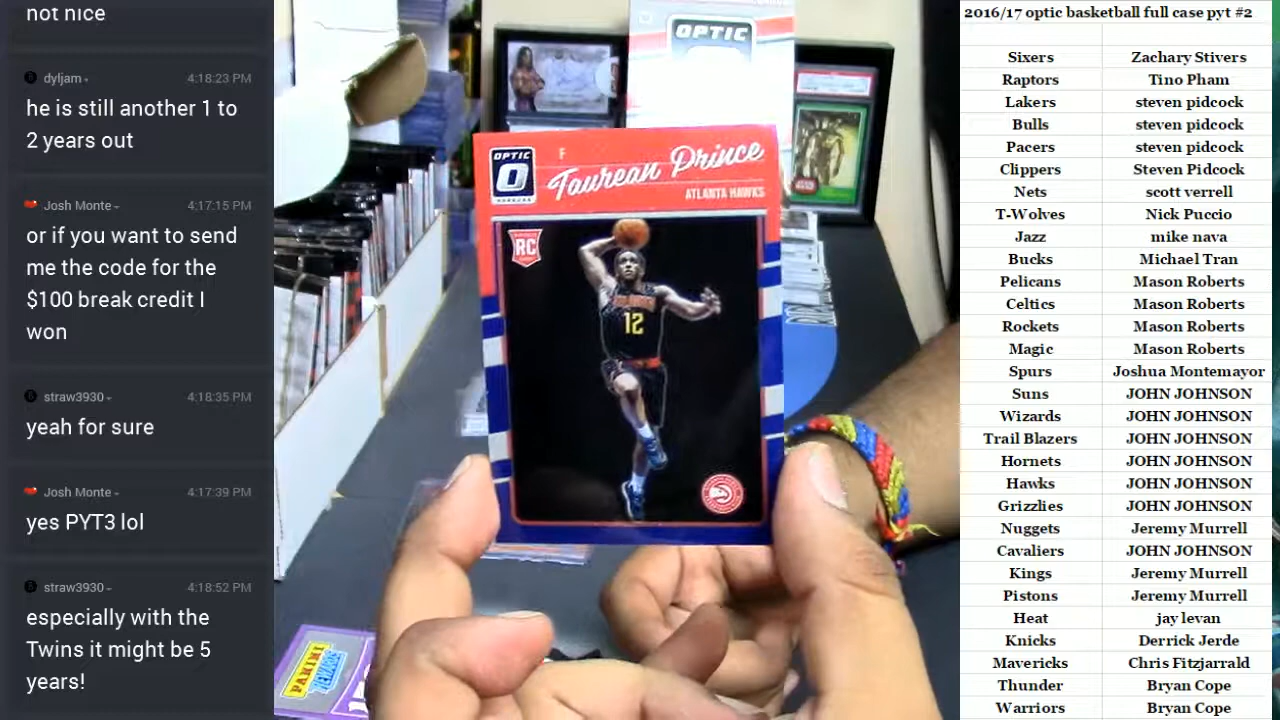 not nice
dyljam
4:18:23 PM
he is still another 1 to
2 years out
Josh Monte
4:17:15 PM
or if you want to send
me the code for the
$100 break credit I
won
straw3930
4:18:35 PM
yeah for sure
Josh Monte
4:17:39 PM
yes PYT3 lol
straw3930
4:18:52 PM
especially with the
Twins it might be 5
years!
OPTIC
OPTIC
F
Taurean Prince
ATLANTA HAWKS
RC
12
PANINI
2016/17 optic basketball full case pyt #2
Sixers Zachary Stivers
Raptors Tino Pham
Lakers steven pidcock
Bulls steven pidcock
Pacers steven pidcock
Clippers Steven Pidcock
Nets scott verrell
T-Wolves Nick Puccio
Jazz mike nava
Bucks Michael Tran
Pelicans Mason Roberts
Celtics Mason Roberts
Rockets Mason Roberts
Magic Mason Roberts
Spurs Joshua Montemayor
Suns JOHN JOHNSON
Wizards JOHN JOHNSON
Trail Blazers JOHN JOHNSON
Hornets JOHN JOHNSON
Hawks JOHN JOHNSON
Grizzlies JOHN JOHNSON
Nuggets Jeremy Murrell
Cavaliers JOHN JOHNSON
Kings Jeremy Murrell
Pistons Jeremy Murrell
Heat jay levan
Knicks Derrick Jerde
Mavericks Chris Fitzjarrald
Thunder Bryan Cope
Warriors Bryan Cope